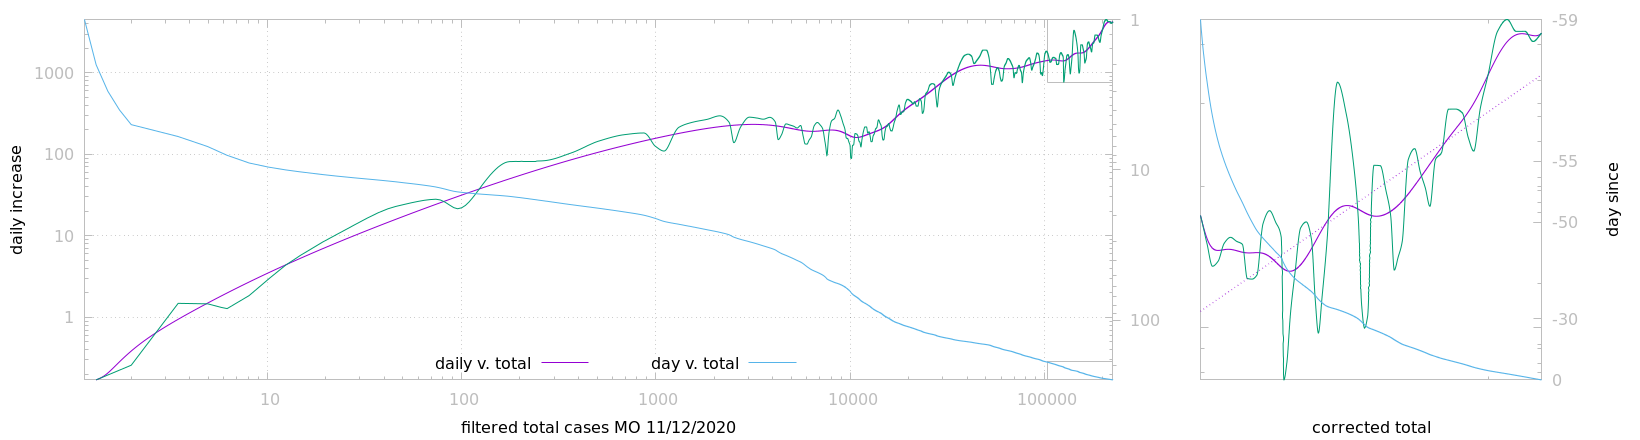 1000
100
10
1
daily increase
10
100
1000
10000
100000
filtered total cases MO 11/12/2020
daily v. total
day v. total
1
10
100
-59
-55
-50
-30
0
day since
corrected total